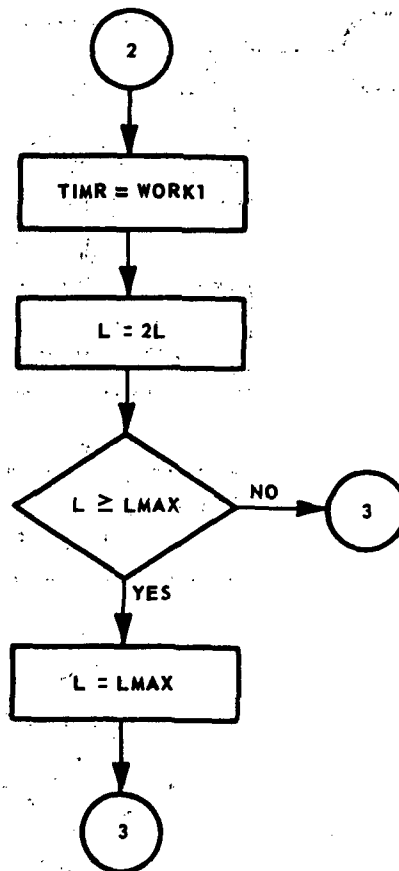 2
TIMR = WORK1
L = 2L
L ≥ LMAX
NO
3
YES
L = LMAX
3